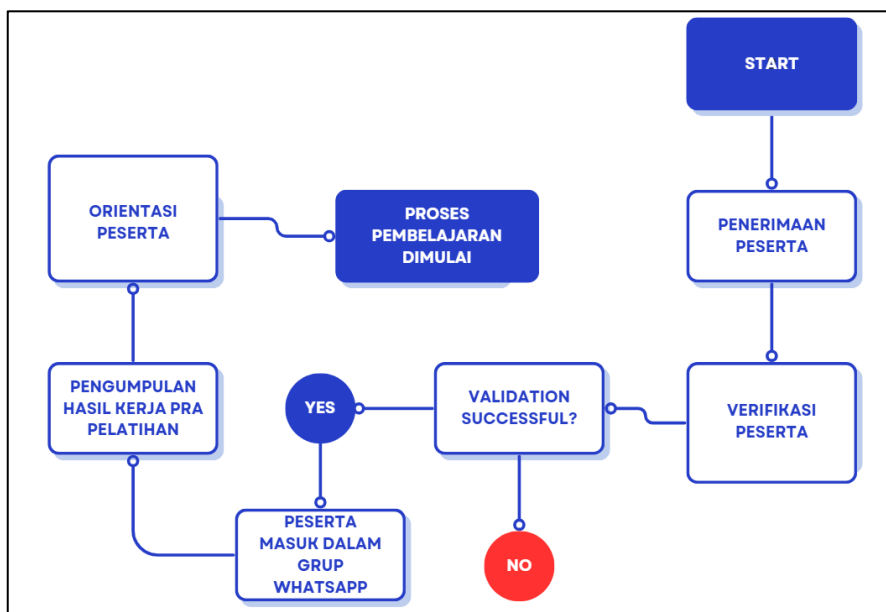 START
PENERIMAAN
PESERTA
VERIFIKASI
PESERTA
VALIDATION
SUCCESSFUL?
NO
YES
PESERTA
MASUK DALAM
GRUP
WHATSAPP
PENGUMPULAN
HASIL KERJA PRA
PELATIHAN
ORIENTASI
PESERTA
PROSES
PEMBELAJARAN
DIMULAI